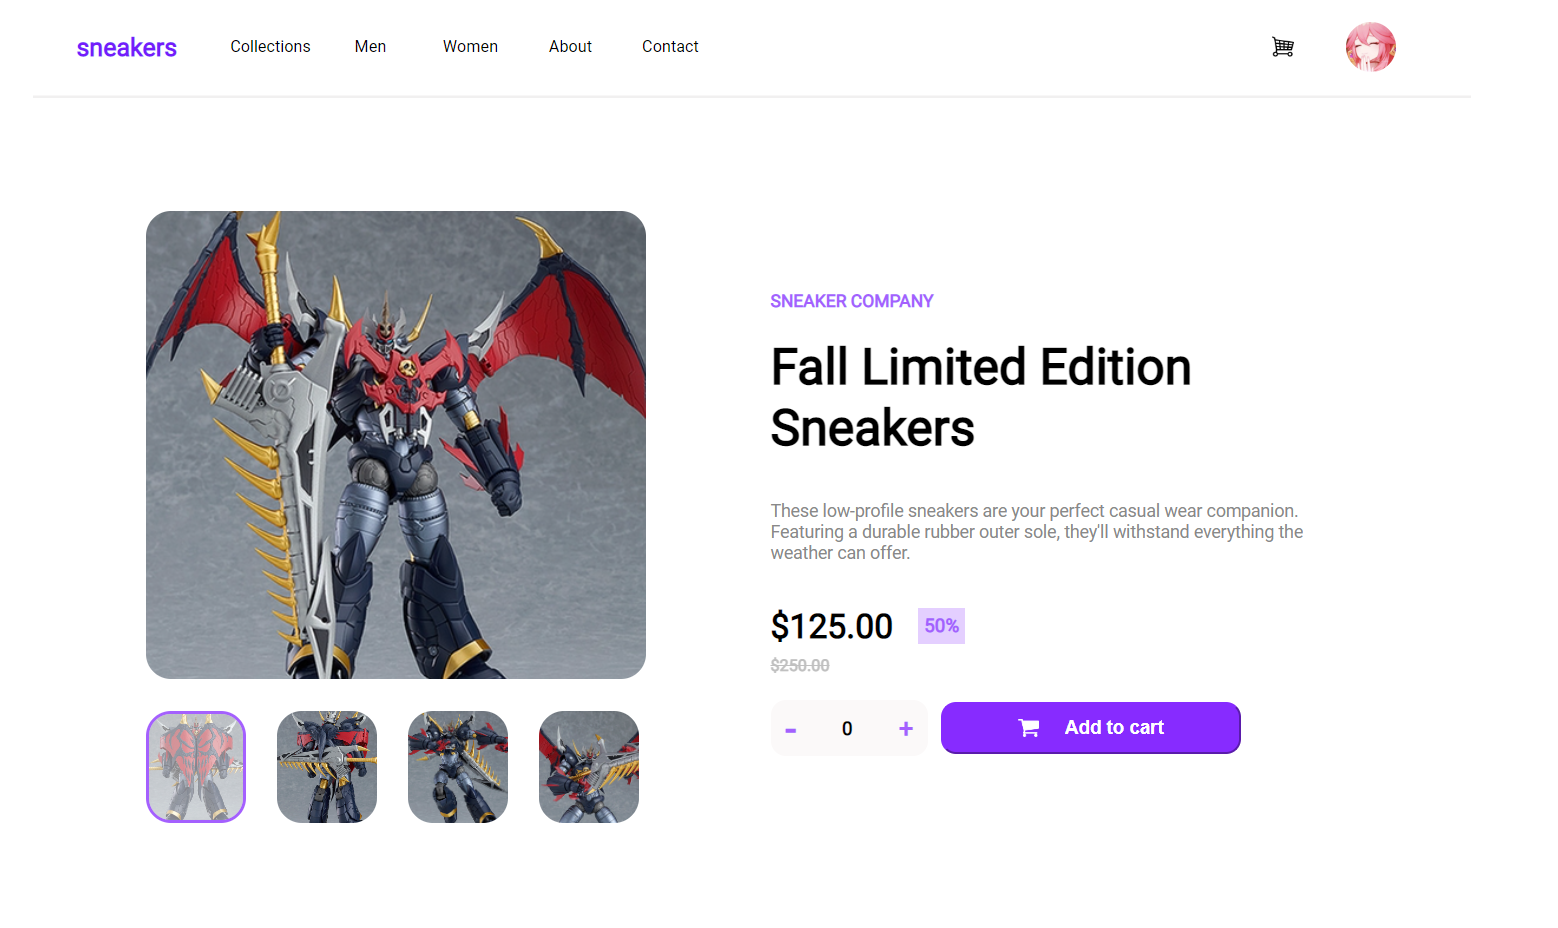 sneakers
Collections
Men
Women
About
Contact
SNEAKER COMPANY
Fall Limited Edition
Sneakers
These low-profile sneakers are your perfect casual wear companion.
Featuring a durable rubber outer sole, they'll withstand everything the
weather can offer.
$125.00
50%
$250.00
-
0
+
Add to cart